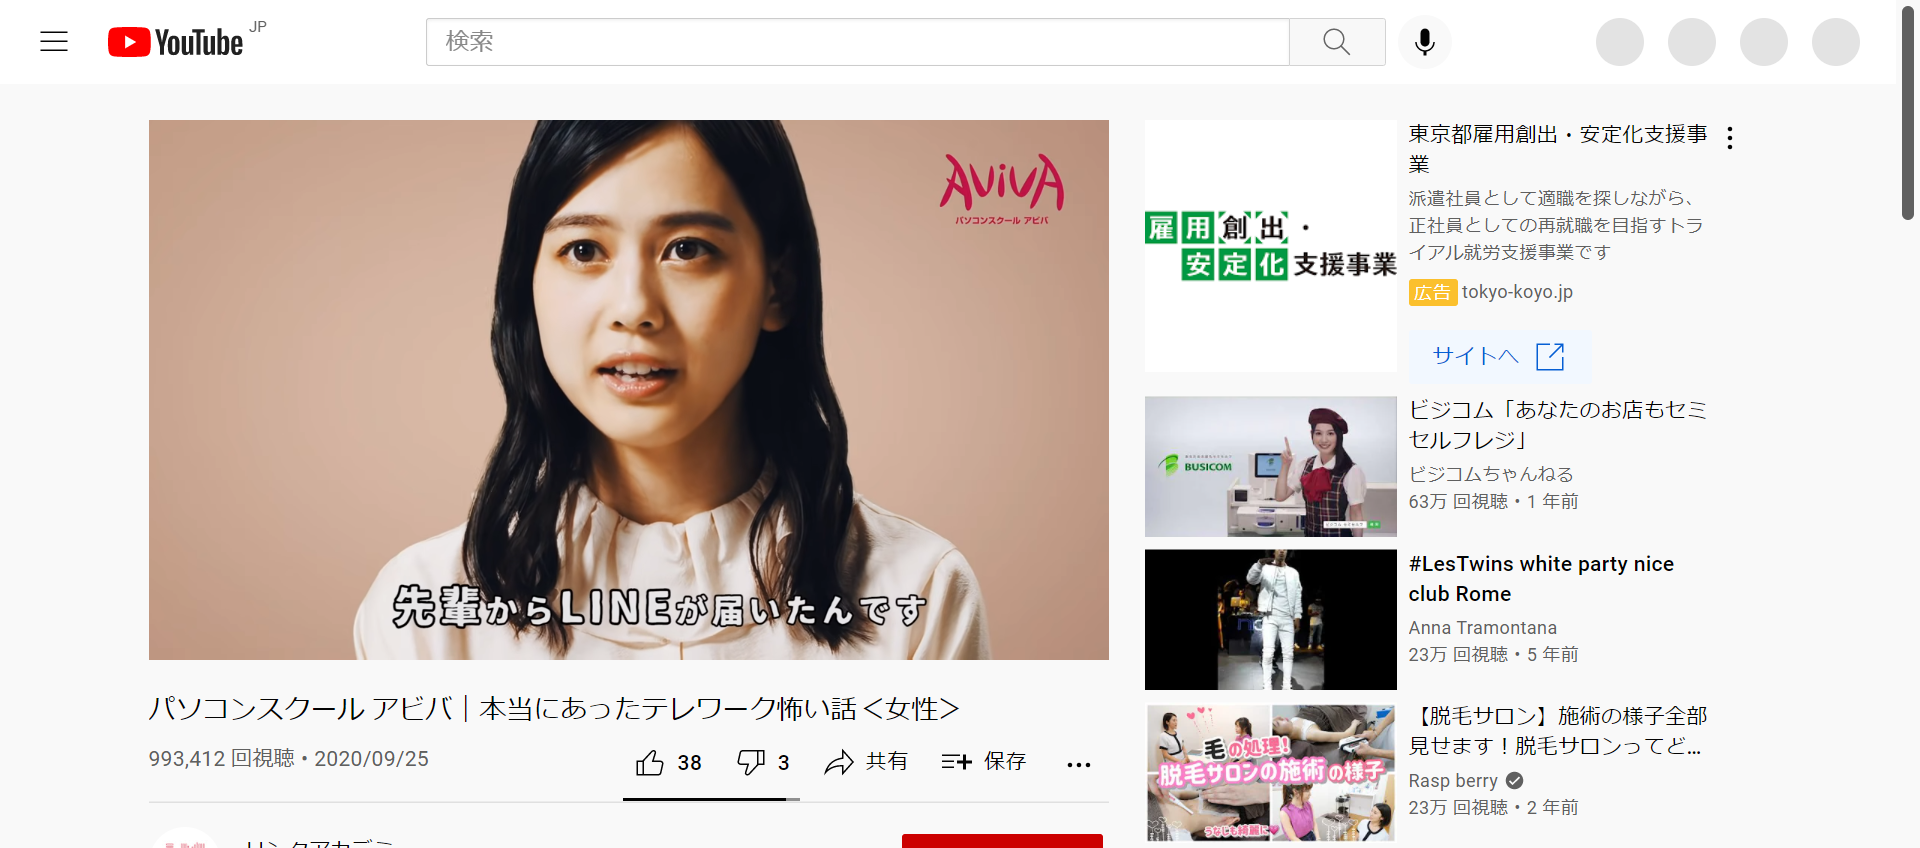 YouTube JP
検索
AViVA
パソコンスクール アビバ
先輩からLINEが届いたんです
パソコンスクール アビバ｜本当にあったテレワーク怖い話＜女性＞
993,412 回視聴・2020/09/25
38
3
共有
保存
雇用創出・
安定化支援事業
東京都雇用創出・安定化支援事
業
派遣社員として適職を探しながら、
正社員としての再就職を目指すトラ
イアル就労支援事業です
広告 tokyo-koyo.jp
サイトへ
BUSICOM
ビジコム「あなたのお店もセミ
セルフレジ」
ビジコムちゃんねる
63万 回視聴・1 年前
#LesTwins white party nice
club Rome
Anna Tramontana
23万 回視聴・5 年前
毛の処理!
脱毛サロンの施術の様子
うなじも綺麗に
【脱毛サロン】施術の様子全部
見せます！脱毛サロンってど...
Rasp berry
23万 回視聴・2 年前